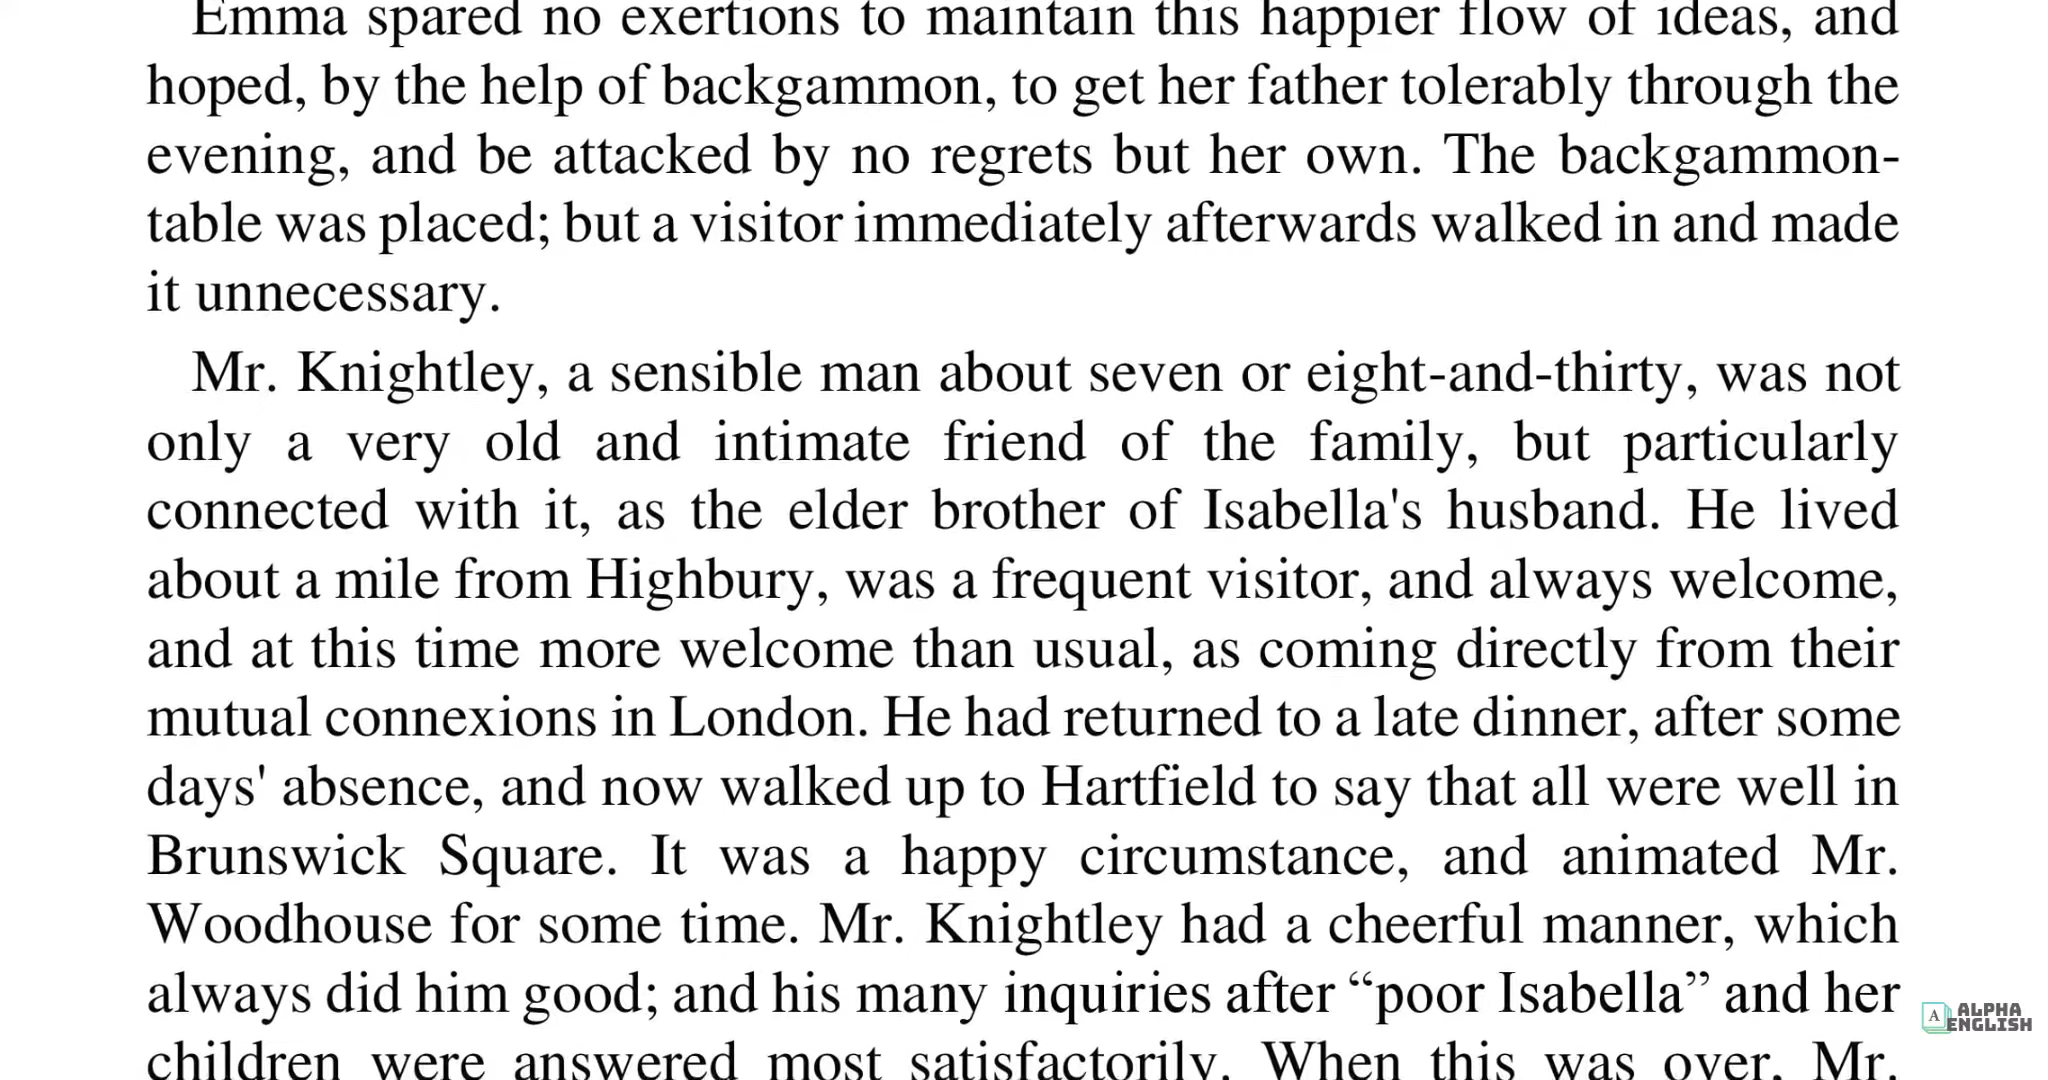 Emma spared no exertions to maintain this happier flow of ideas, and
hoped, by the help of backgammon, to get her father tolerably through the
evening, and be attacked by no regrets but her own. The backgammon-
table was placed; but a visitor immediately afterwards walked in and made
it unnecessary.
Mr. Knightley, a sensible man about seven or eight-and-thirty, was not
only a very old and intimate friend of the family, but particularly
connected with it, as the elder brother of Isabella's husband. He lived
about a mile from Highbury, was a frequent visitor, and always welcome,
and at this time more welcome than usual, as coming directly from their
mutual connexions in London. He had returned to a late dinner, after some
days' absence, and now walked up to Hartfield to say that all were well in
Brunswick Square. It was a happy circumstance, and animated Mr.
Woodhouse for some time. Mr. Knightley had a cheerful manner, which
always did him good; and his many inquiries after “poor Isabella” and her
children were answered most satisfactorily. When this was over, Mr.
A ALPHA
ENGLISH